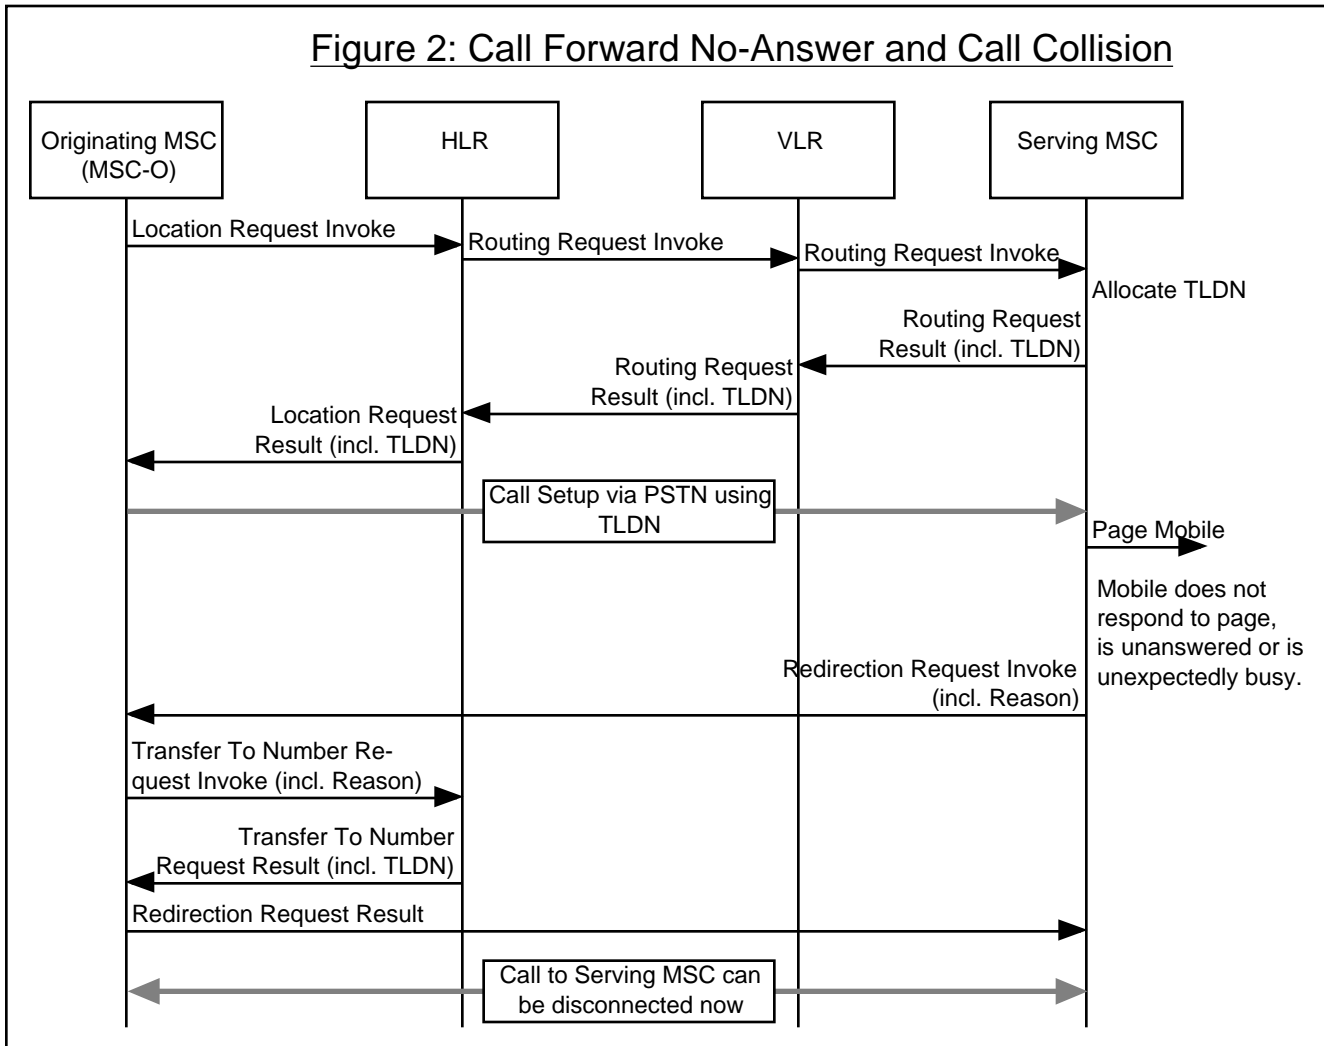 Figure 2: Call Forward No-Answer and Call Collision
Originating MSC
(MSC-O)
HLR
VLR
Serving MSC
Location Request Invoke
Routing Request Invoke
Routing Request Invoke
Allocate TLDN
Routing Request
Result (incl. TLDN)
Routing Request
Result (incl. TLDN)
Location Request
Result (incl. TLDN)
Call Setup via PSTN using
TLDN
Page Mobile
Mobile does not
respond to page,
is unanswered or is
unexpectedly busy.
Redirection Request Invoke
(incl. Reason)
Transfer To Number Re-
quest Invoke (incl. Reason)
Transfer To Number
Request Result (incl. TLDN)
Redirection Request Result
Call to Serving MSC can
be disconnected now